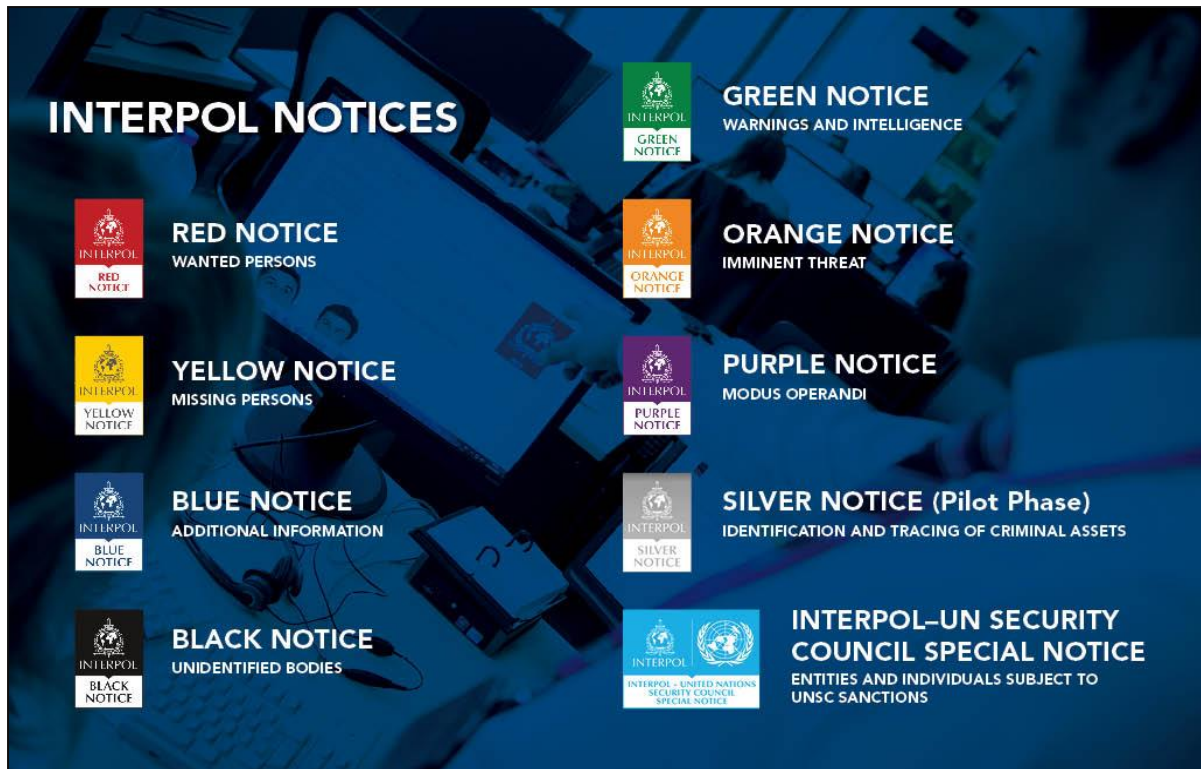 INTERPOL NOTICES
INTERPOL
RED
NOTICE
RED NOTICE
WANTED PERSONS
INTERPOL
YELLOW
NOTICE
YELLOW NOTICE
MISSING PERSONS
INTERPOL
BLUE
NOTICE
BLUE NOTICE
ADDITIONAL INFORMATION
INTERPOL
BLACK
NOTICE
BLACK NOTICE
UNIDENTIFIED BODIES
INTERPOL
GREEN
NOTICE
GREEN NOTICE
WARNINGS AND INTELLIGENCE
INTERPOL
ORANGE
NOTICE
ORANGE NOTICE
IMMINENT THREAT
INTERPOL
PURPLE
NOTICE
PURPLE NOTICE
MODUS OPERANDI
INTERPOL
SILVER
NOTICE
SILVER NOTICE (Pilot Phase)
IDENTIFICATION AND TRACING OF CRIMINAL ASSETS
INTERPOL
INTERPOL - UNITED NATIONS
SECURITY COUNCIL
SPECIAL NOTICE
INTERPOL–UN SECURITY
COUNCIL SPECIAL NOTICE
ENTITIES AND INDIVIDUALS SUBJECT TO
UNSC SANCTIONS